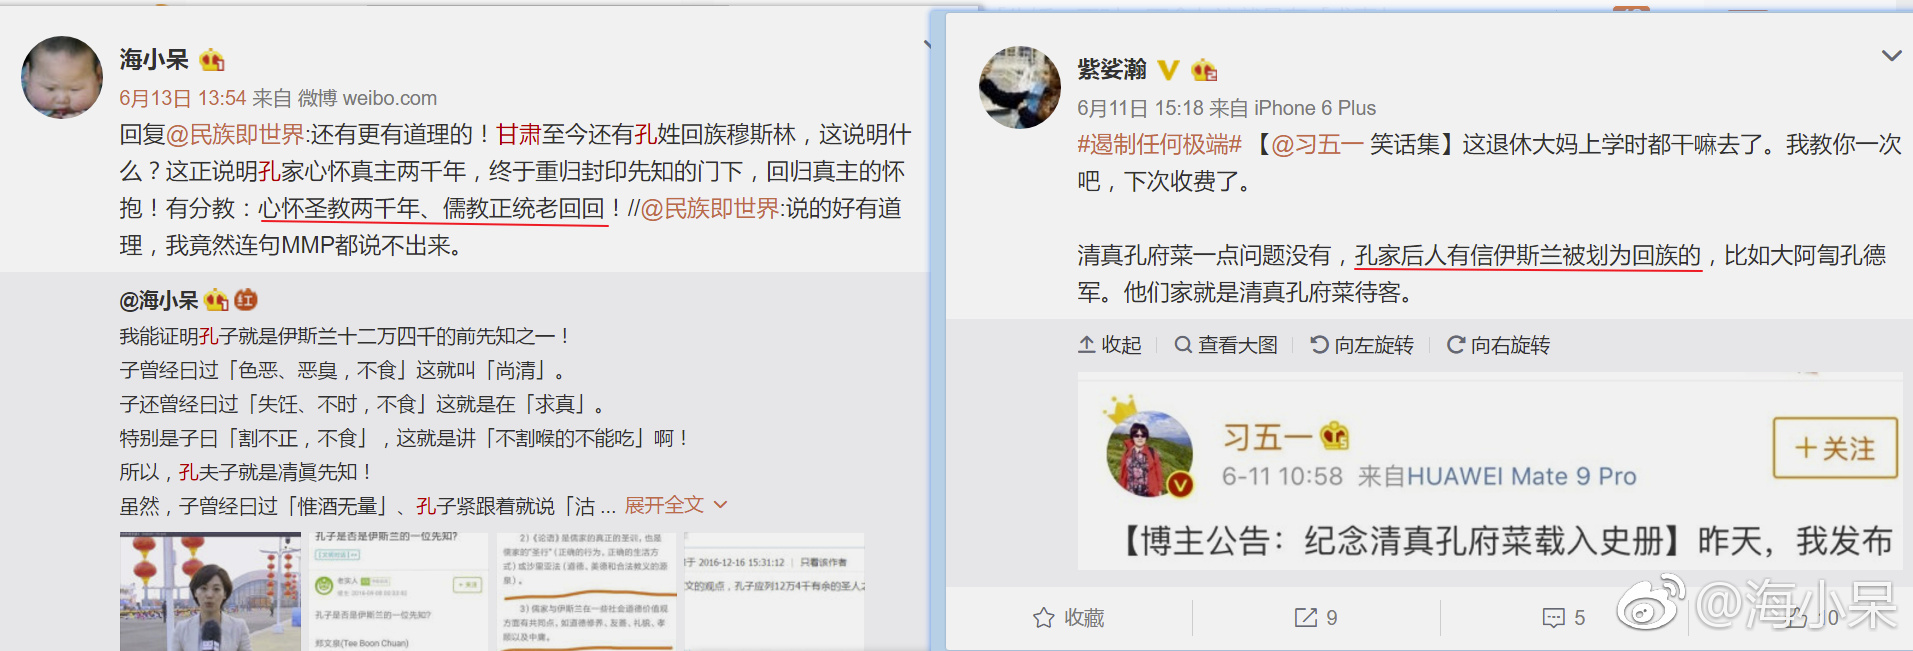 海小呆
6月13日 13:54 来自 微博 weibo.com
回复@民族即世界:还有更有道理的！甘肃至今还有孔姓回族穆斯林，这说明什
么？这正说明孔家心怀真主两千年，终于重归封印先知的门下，回归真主的怀
抱！有分教：心怀圣教两千年、儒教正统老回回！//@民族即世界:说的好有道
理，我竟然连句MMP都说不出来。
@海小呆
我能证明孔子就是伊斯兰十二万四千的前先知之一！
子曾经曰过「色恶、恶臭，不食」这就叫「尚清」。
子还曾经曰过「失饪、不时，不食」这就是在「求真」。
特别是子曰「割不正，不食」，这就是讲「不割喉的不能吃」啊！
所以，孔夫子就是清真先知！
虽然，子曾经曰过「惟酒无量」、孔子紧跟着就说「沽 ... 展开全文
孔子是否是伊斯兰的一位先知?
老实人
+关注
孔子是否是伊斯兰的一位先知?
郑文泉(Tee Boon Chuan)
2) 《论语》是儒家的真正的圣训，也是
儒家的“圣行”（正确的行为，正确的生活方
式）或沙里亚法（道德、美德和合法教义的源
泉）。
3) 儒家与伊斯兰在一些社会道德价值观
方面有共同点，如道德修养、友善、礼貌、孝
顺以及中庸。
于 2016-12-16 15:31:12 | 只看该作者
文的观点，孔子应列12万4千有余的圣人之
紫娑瀚
6月11日 15:18 来自 iPhone 6 Plus
#遏制任何极端# 【@习五一 笑话集】这退休大妈上学时都干嘛去了。我教你一次
吧，下次收费了。
清真孔府菜一点问题没有，孔家后人有信伊斯兰被划为回族的，比如大阿訇孔德
军。他们家就是清真孔府菜待客。
收起 查看大图 向左旋转 向右旋转
习五一
+关注
6-11 10:58 来自HUAWEI Mate 9 Pro
【博主公告：纪念清真孔府菜载入史册】昨天，我发布
收藏 9 5 10
@海小呆